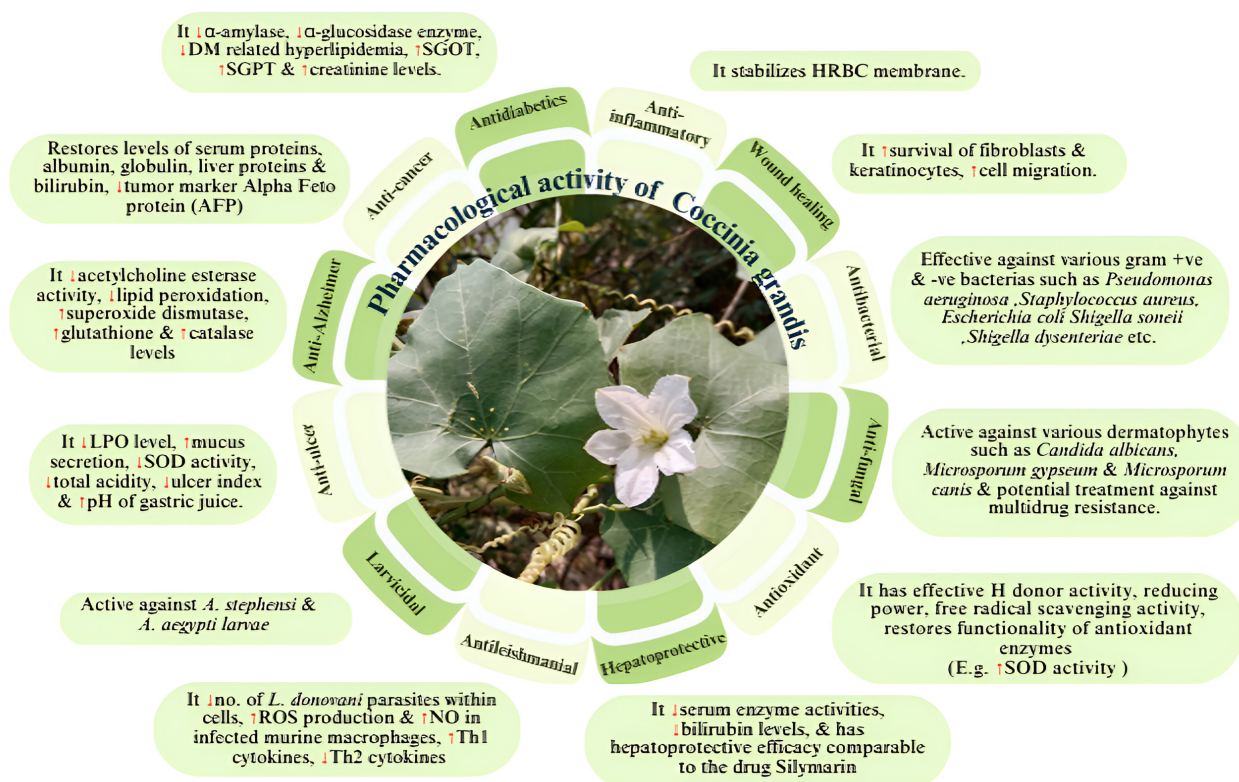 Pharmacological activity of Coccinia grandis
Antidiabetics
It ↓α-amylase, ↓α-glucosidase enzyme,
↓DM related hyperlipidemia, ↑SGOT,
↑SGPT & ↑creatinine levels.
Anti-
inflammatory
It stabilizes HRBC membrane.
Wound healing
It ↑survival of fibroblasts &
keratinocytes, ↑cell migration.
Antibacterial
Effective against various gram +ve
& -ve bacterias such as Pseudomonas
aeruginosa ,Staphylococcus aureus,
Escherichia coli Shigella soneii
,Shigella dysenteriae etc.
Anti-fungal
Active against various dermatophytes
such as Candida albicans,
Microsporum gypseum & Microsporum
canis & potential treatment against
multidrug resistance.
Antioxidant
It has effective H donor activity, reducing
power, free radical scavenging activity,
restores functionality of antioxidant
enzymes
(E.g. ↑SOD activity )
Hepatoprotective
It ↓serum enzyme activities,
↓bilirubin levels, & has
hepatoprotective efficacy comparable
to the drug Silymarin
Antileishmanial
It ↓no. of L. donovani parasites within
cells, ↑ROS production & ↑NO in
infected murine macrophages, ↑Th1
cytokines, ↓Th2 cytokines
Larvicidal
Active against A. stephensi &
A. aegypti larvae
Anti-ulcer
It ↓LPO level, ↑mucus
secretion, ↓SOD activity,
↓total acidity, ↓ulcer index
& ↑pH of gastric juice.
Anti-Alzheimer
It ↓acetylcholine esterase
activity, ↓lipid peroxidation,
↑superoxide dismutase,
↑glutathione & ↑catalase
levels
Anti-cancer
Restores levels of serum proteins,
albumin, globulin, liver proteins &
bilirubin, ↓tumor marker Alpha Feto
protein (AFP)